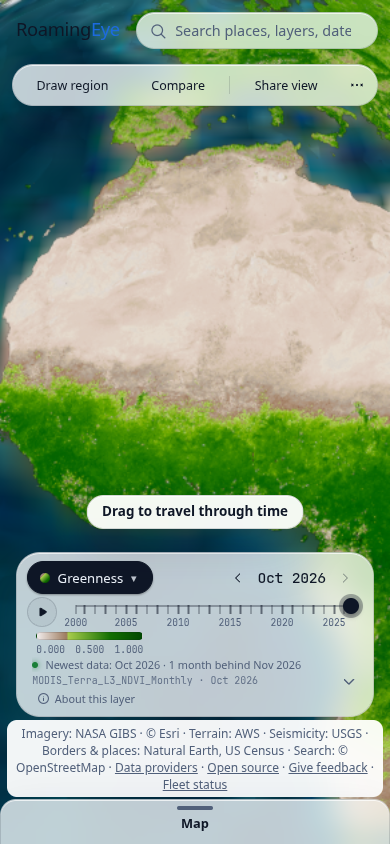 RoamingEye
Search places, layers, date
Draw region
Compare
Share view
Drag to travel through time
Greenness
Oct 2026
2000 2005 2010 2015 2020 2025
0.000 0.500 1.000
Newest data: Oct 2026 · 1 month behind Nov 2026
MODIS_Terra_L3_NDVI_Monthly · Oct 2026
About this layer
Imagery: NASA GIBS · © Esri · Terrain: AWS · Seismicity: USGS ·
Borders & places: Natural Earth, US Census · Search: ©
OpenStreetMap · Data providers · Open source · Give feedback ·
Fleet status
Map